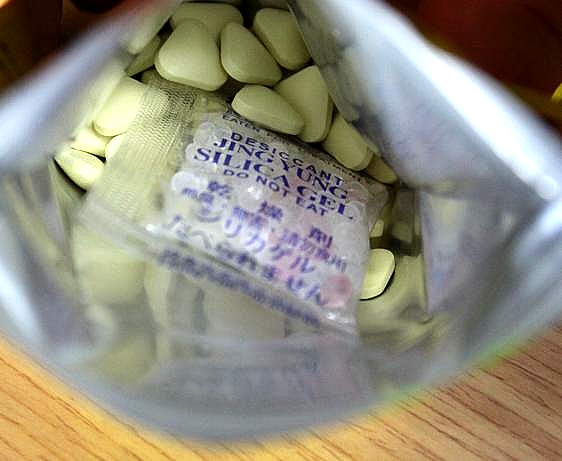 DESICCANT
JING YUNG
SILICA GEL
DO NOT EAT
乾 燥 剤
シリカゲル
たべられません